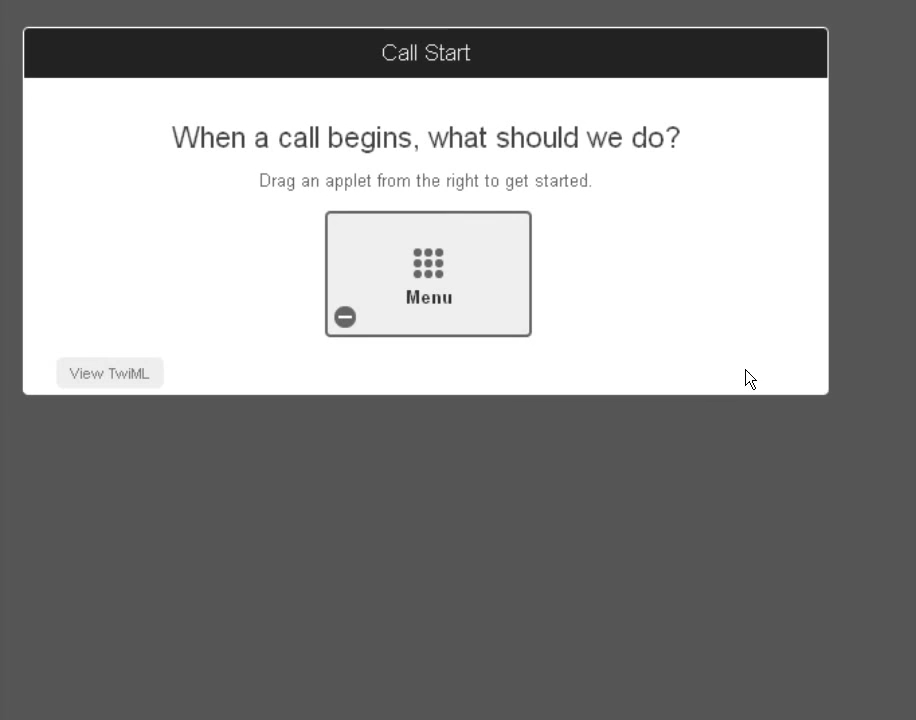 Call Start
When a call begins, what should we do?
Drag an applet from the right to get started.
Menu
View TwiML